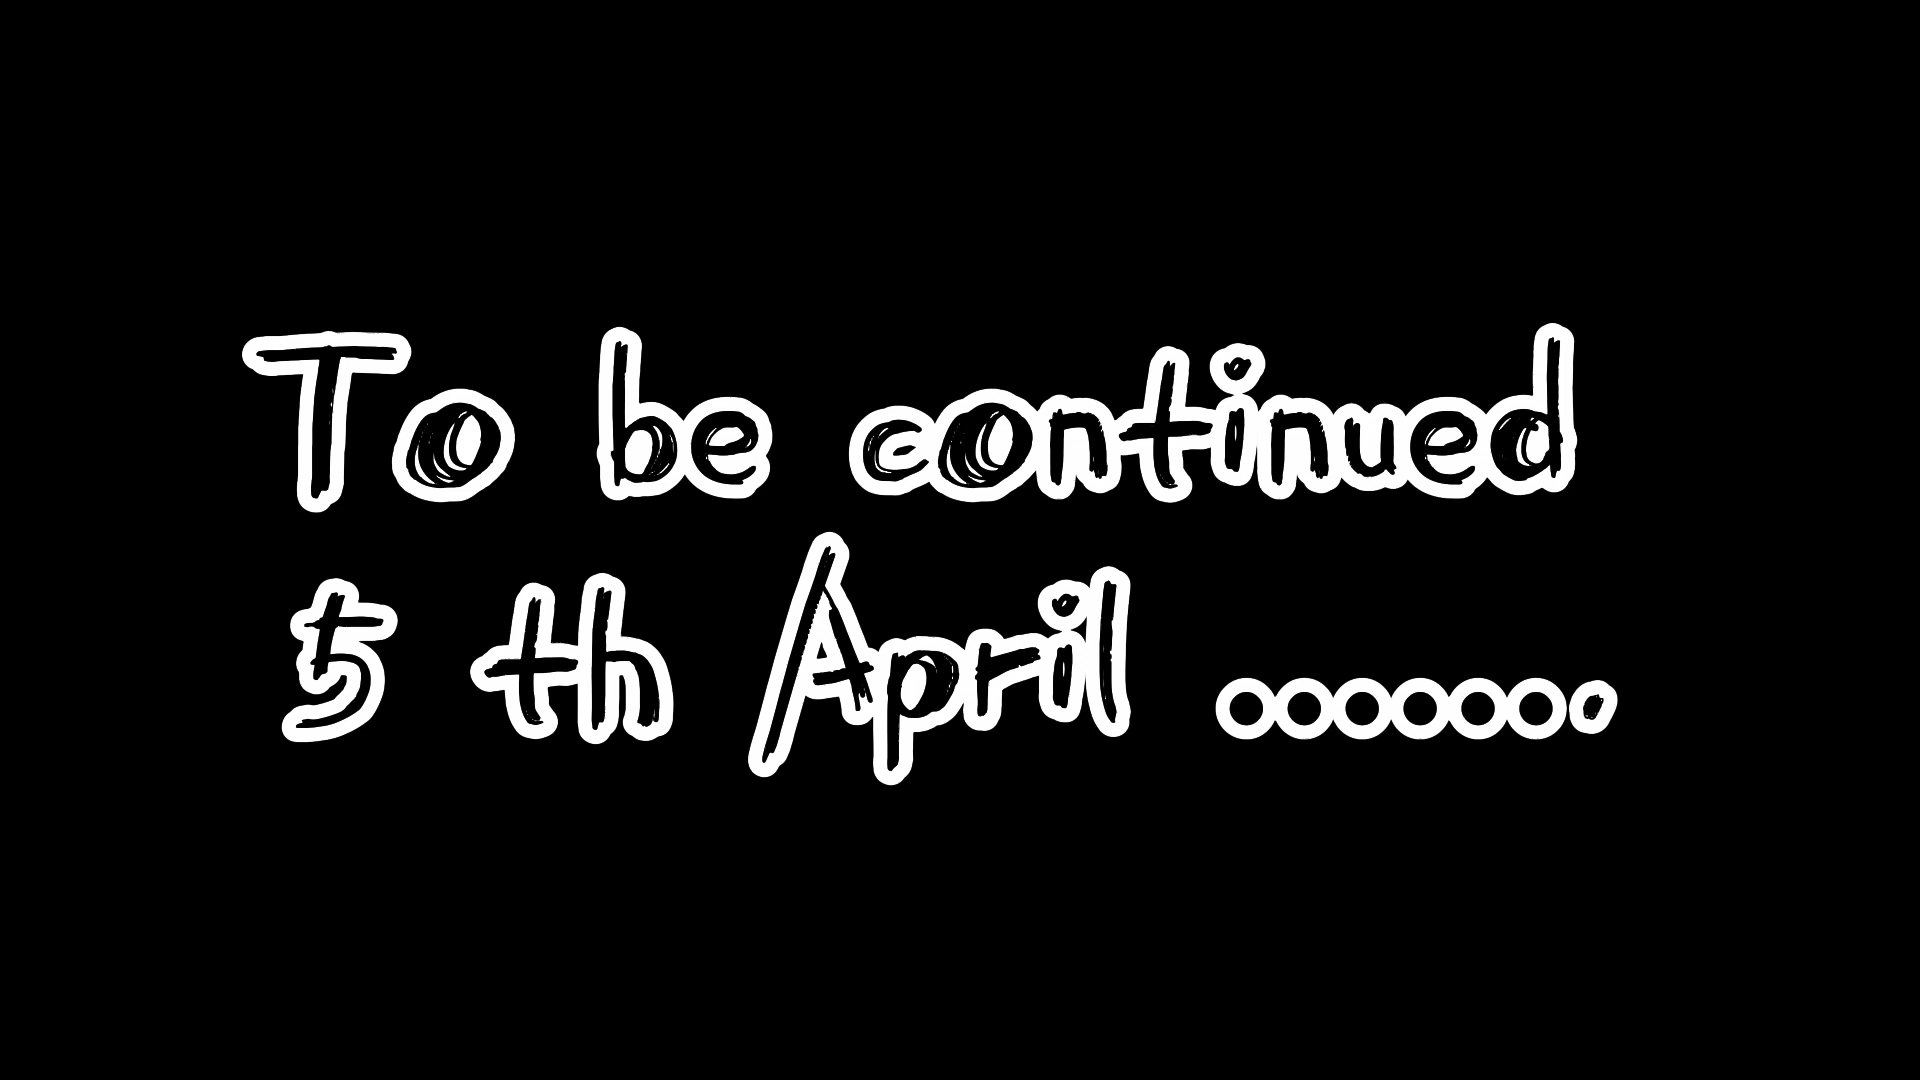 To be continued
5 th April .......